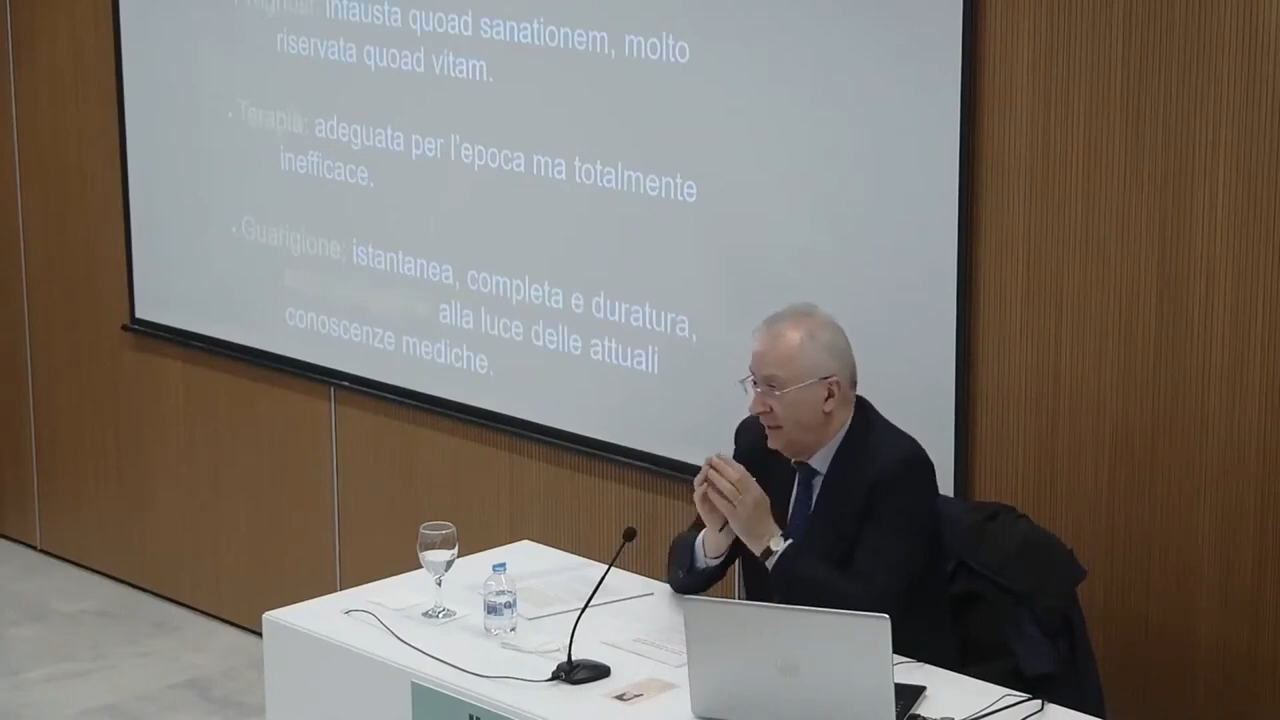 infausta quoad sanationem, molto
riservata quoad vitam.
• Terapia: adeguata per l'epoca ma totalmente
inefficace.
• Guarigione: istantanea, completa e duratura,
alla luce delle attuali
conoscenze mediche.